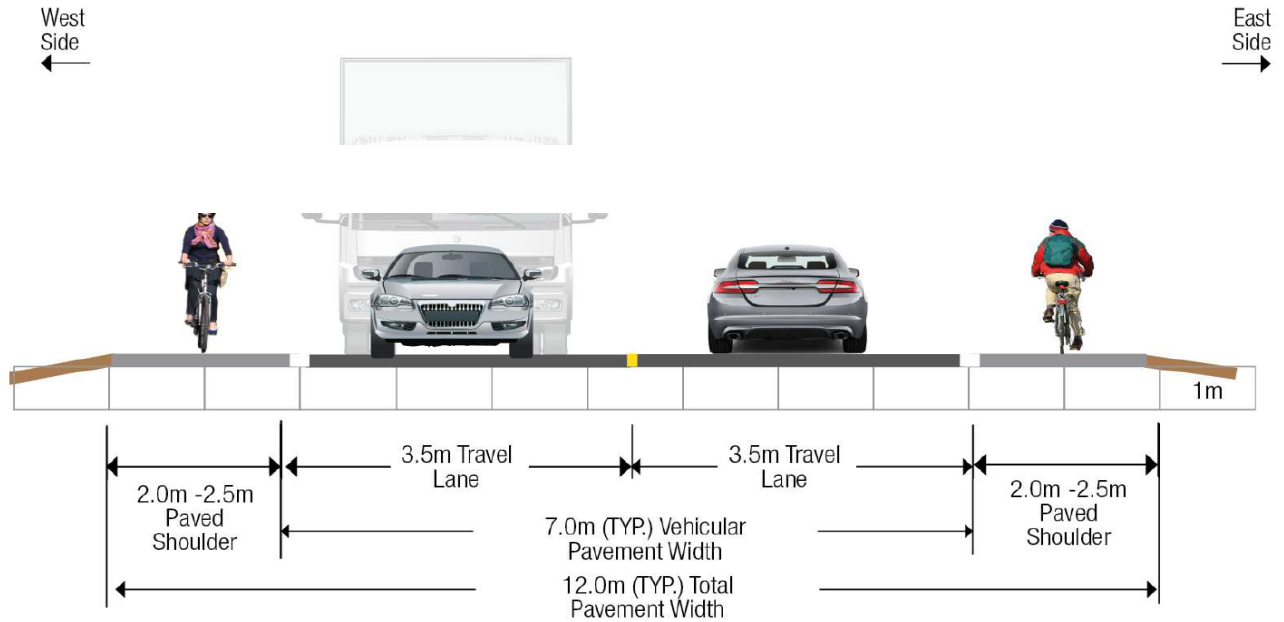 West
Side
East
Side
1m
3.5m Travel
Lane
3.5m Travel
Lane
2.0m -2.5m
Paved
Shoulder
2.0m -2.5m
Paved
Shoulder
7.0m (TYP.) Vehicular
Pavement Width
12.0m (TYP.) Total
Pavement Width